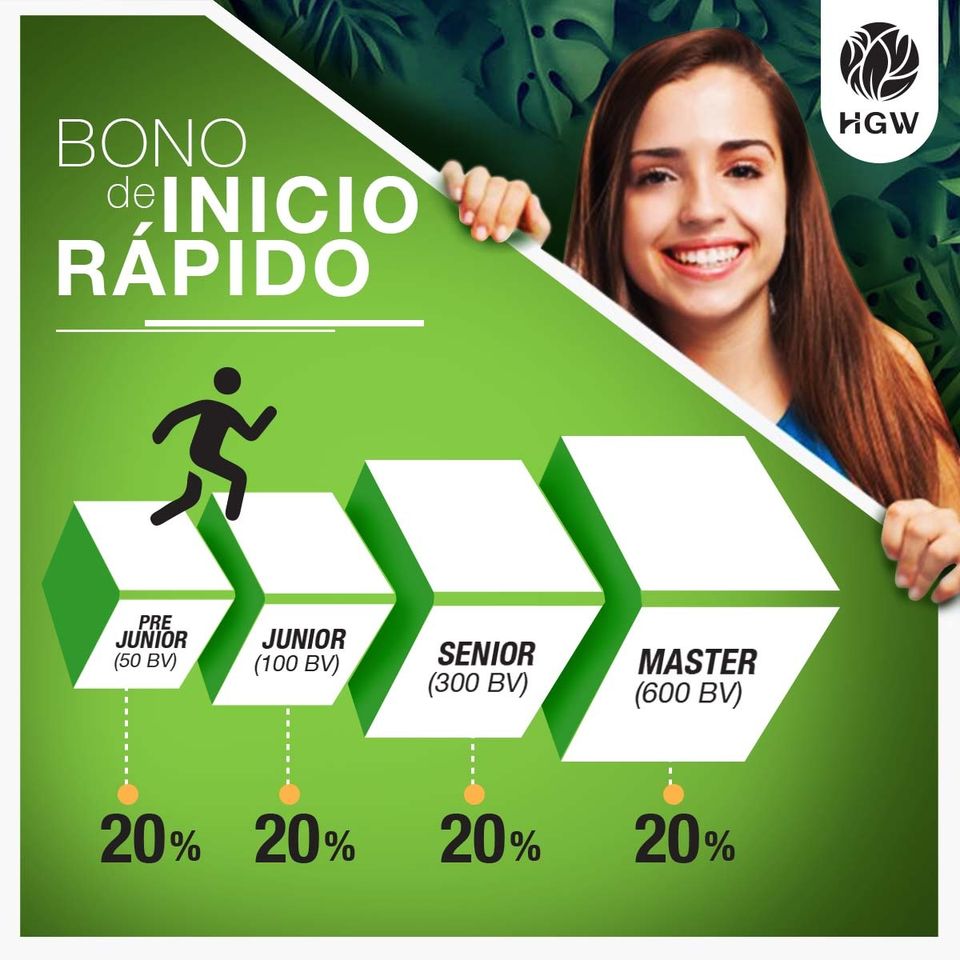 HGW
BONO
de INICIO
RÁPIDO
PRE
JUNIOR
(50 BV)
JUNIOR
(100 BV)
SENIOR
(300 BV)
MASTER
(600 BV)
20%
20%
20%
20%